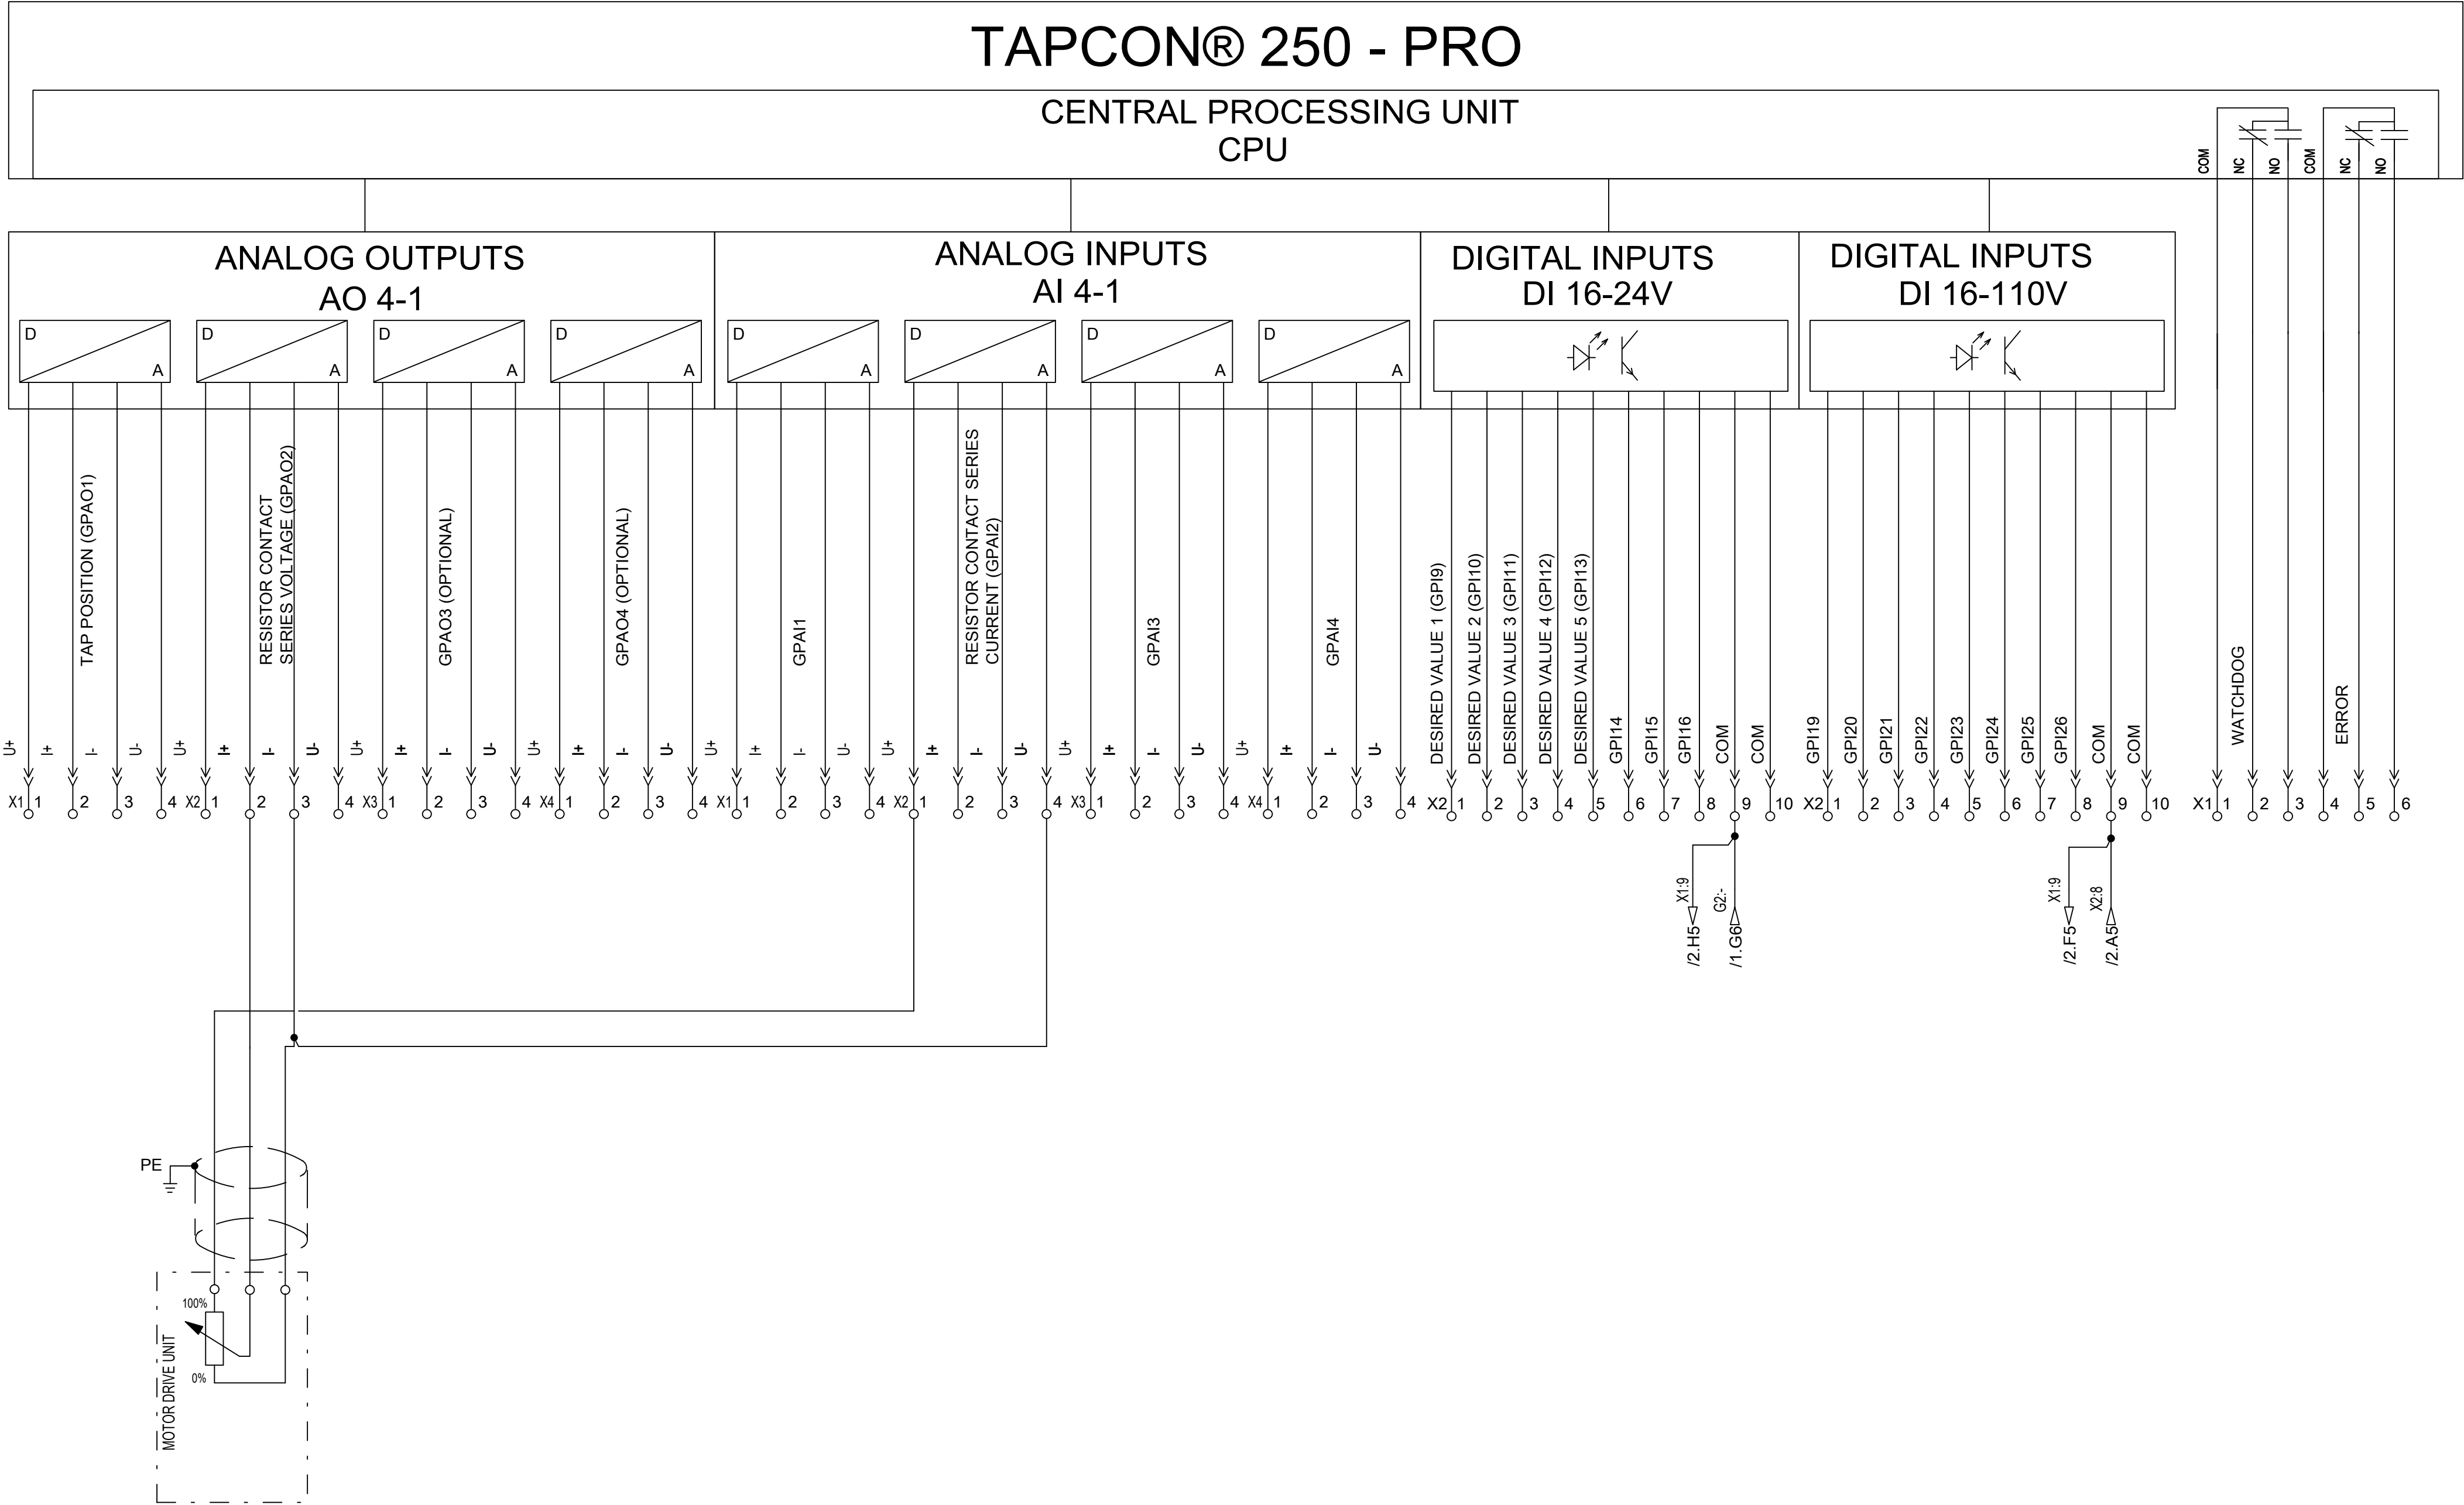 TAPCON® 250 - PRO
CENTRAL PROCESSING UNIT
CPU
COM NC NO COM NC NO
ANALOG OUTPUTS
AO 4-1
ANALOG INPUTS
AI 4-1
DIGITAL INPUTS
DI 16-24V
DIGITAL INPUTS
DI 16-110V
D A D A D A D A D A D A D A D A
TAP POSITION (GPAO1)
RESISTOR CONTACT
SERIES VOLTAGE (GPAO2)
GPAO3 (OPTIONAL)
GPAO4 (OPTIONAL)
GPAI1
RESISTOR CONTACT SERIES
CURRENT (GPAI2)
GPAI3
GPAI4
DESIRED VALUE 1 (GPI9)
DESIRED VALUE 2 (GPI10)
DESIRED VALUE 3 (GPI11)
DESIRED VALUE 4 (GPI12)
DESIRED VALUE 5 (GPI13)
GPI14
GPI15
GPI16
COM
COM
GPI19
GPI20
GPI21
GPI22
GPI23
GPI24
GPI25
GPI26
COM
COM
WATCHDOG
ERROR
U+ I+ I- U- U+ I+ I- U- U+ I+ I- U- U+ I+ I- U- U+ I+ I- U- U+ I+ I- U- U+ I+ I- U- U+ I+ I- U-
X1 1 2 3 4 X2 1 2 3 4 X3 1 2 3 4 X4 1 2 3 4 X1 1 2 3 4 X2 1 2 3 4 X3 1 2 3 4 X4 1 2 3 4 X2 1 2 3 4 5 6 7 8 9 10 X2 1 2 3 4 5 6 7 8 9 10 X1 1 2 3 4 5 6
X1:9
/2.H5
G2:-
/1.G6
X1:9
/2.F5
X2:8
/2.A5
PE
100%
0%
MOTOR DRIVE UNIT